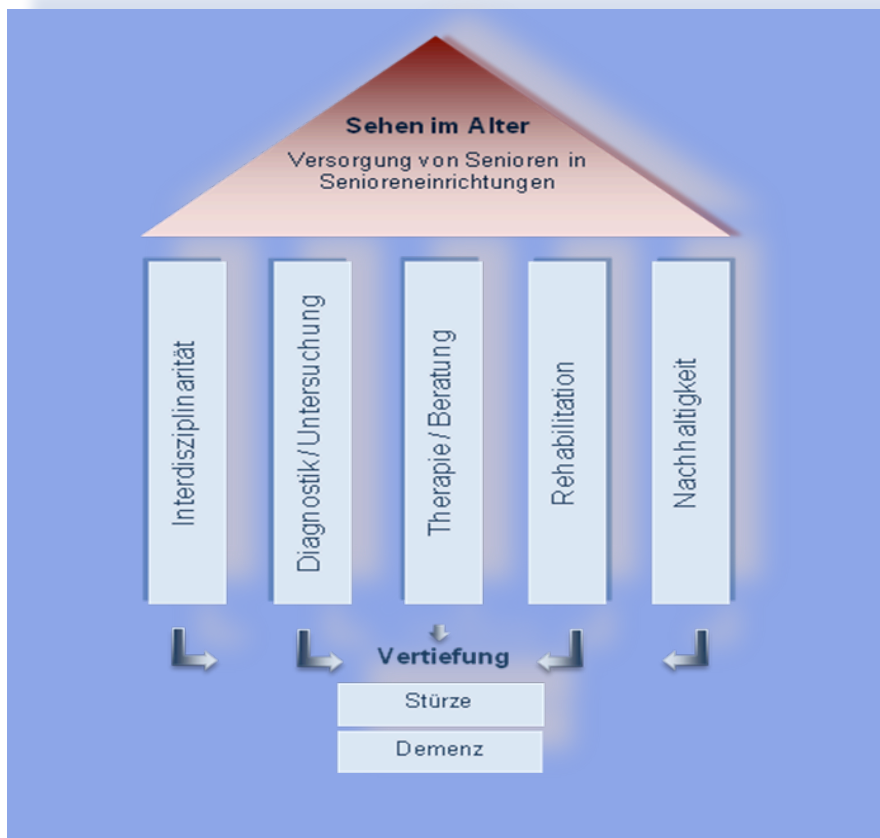 Sehen im Alter
Versorgung von Senioren in
Senioreneinrichtungen
Interdisziplinarität
Diagnostik/Untersuchung
Therapie/Beratung
Rehabilitation
Nachhaltigkeit
Vertiefung
Stürze
Demenz